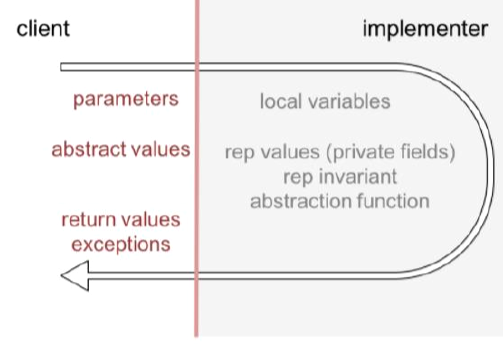 client
implementer
parameters
local variables
abstract values
rep values (private fields)
rep invariant
abstraction function
return values
exceptions